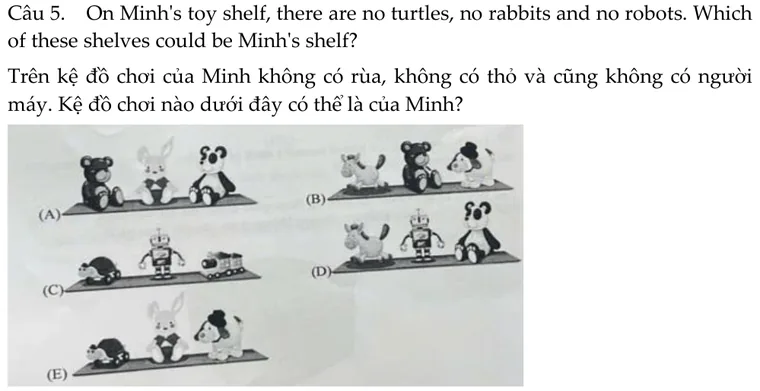 Câu 5. On Minh's toy shelf, there are no turtles, no rabbits and no robots. Which
of these shelves could be Minh's shelf?
Trên kệ đồ chơi của Minh không có rùa, không có thỏ và cũng không có người
máy. Kệ đồ chơi nào dưới đây có thể là của Minh?
(A)
(B)
(C)
(D)
(E)